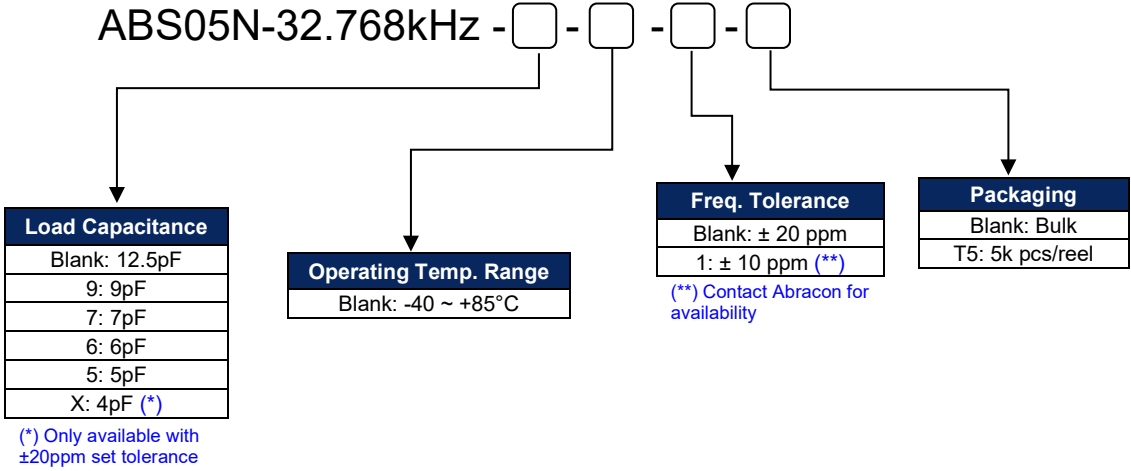 ABS05N-32.768kHz - - - -
Load Capacitance
Blank: 12.5pF
9: 9pF
7: 7pF
6: 6pF
5: 5pF
X: 4pF (*)
(*) Only available with
±20ppm set tolerance
Operating Temp. Range
Blank: -40 ~ +85°C
Freq. Tolerance
Blank: ± 20 ppm
1: ± 10 ppm (**)
(**) Contact Abracon for
availability
Packaging
Blank: Bulk
T5: 5k pcs/reel